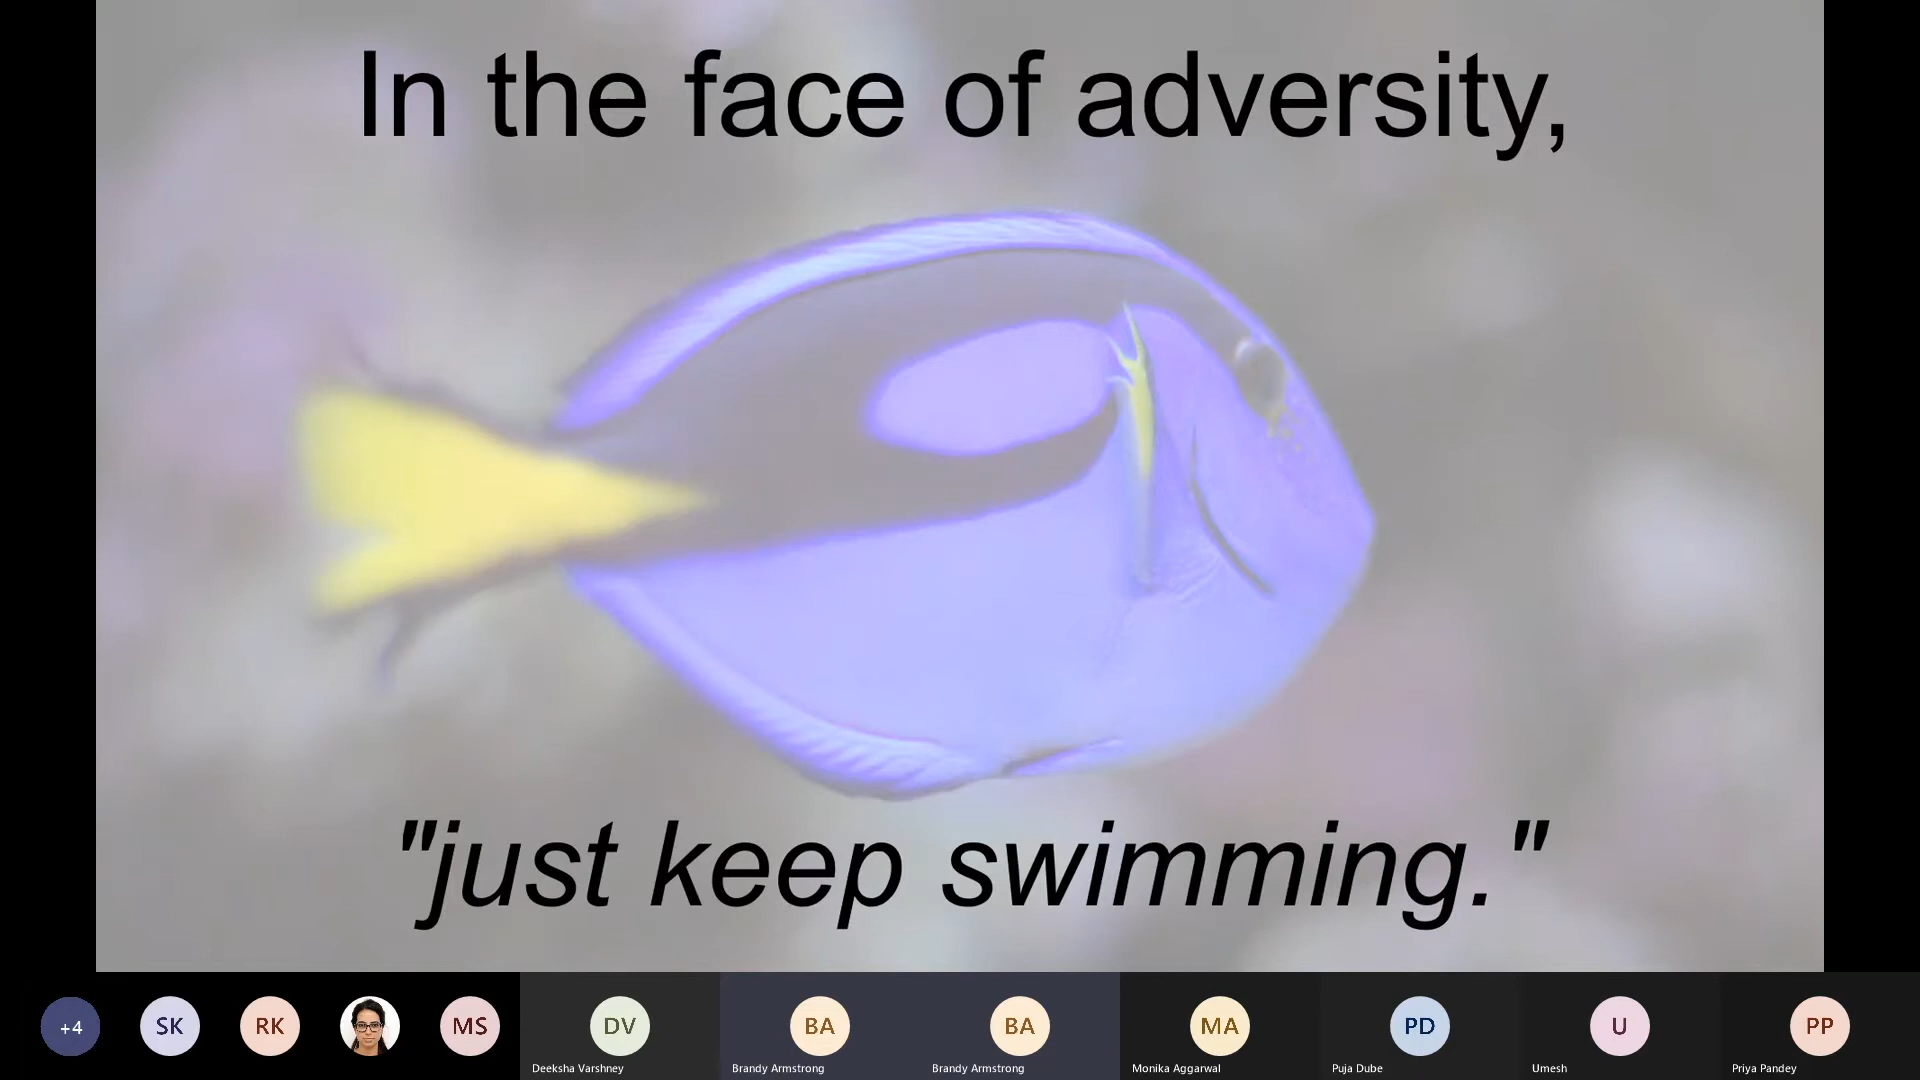 In the face of adversity,
"just keep swimming."
+4
SK
RK
MS
DV
BA
BA
MA
PD
U
PP
Deeksha Varshney
Brandy Armstrong
Brandy Armstrong
Monika Aggarwal
Puja Dube
Umesh
Priya Pandey